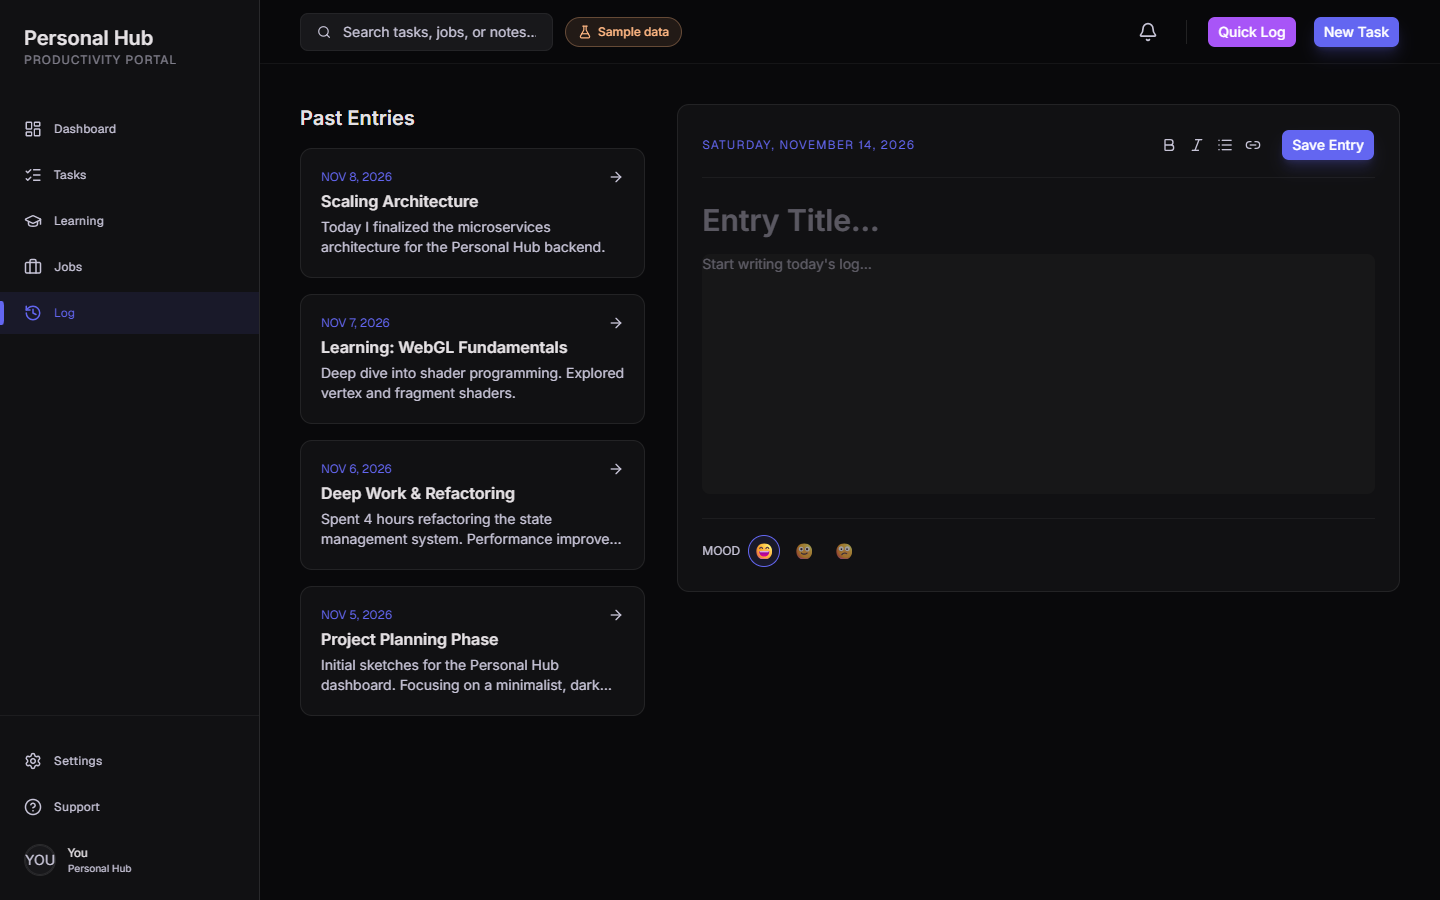 Personal Hub
PRODUCTIVITY PORTAL
Dashboard
Tasks
Learning
Jobs
Log
Settings
Support
YOU
You
Personal Hub
Search tasks, jobs, or notes...
Sample data
Quick Log
New Task
Past Entries
NOV 8, 2026
Scaling Architecture
Today I finalized the microservices
architecture for the Personal Hub backend.
NOV 7, 2026
Learning: WebGL Fundamentals
Deep dive into shader programming. Explored
vertex and fragment shaders.
NOV 6, 2026
Deep Work & Refactoring
Spent 4 hours refactoring the state
management system. Performance improve...
NOV 5, 2026
Project Planning Phase
Initial sketches for the Personal Hub
dashboard. Focusing on a minimalist, dark...
SATURDAY, NOVEMBER 14, 2026
B I
Save Entry
Entry Title...
Start writing today's log...
MOOD